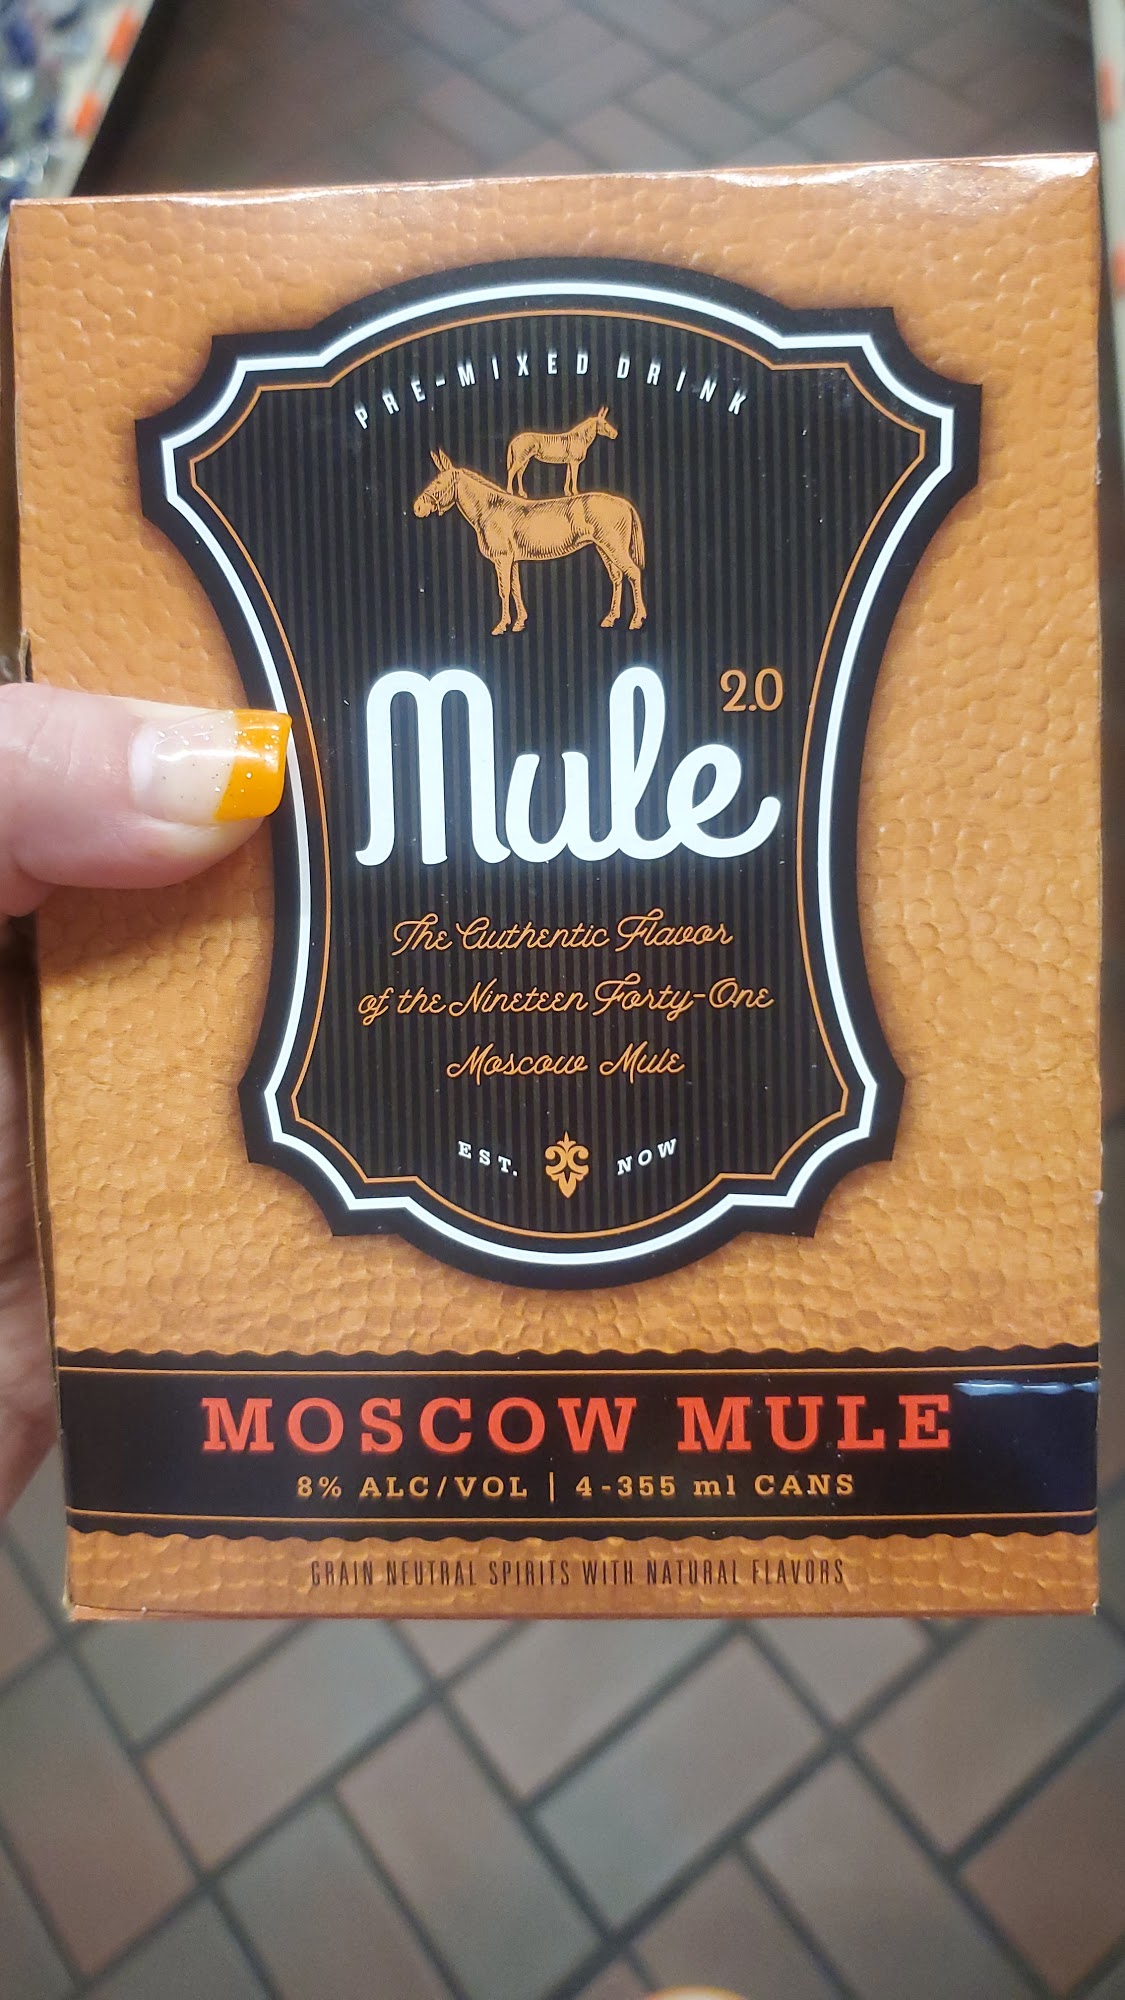 PRE-MIXED DRINK
Mule 2.0
The Authentic Flavor
of the Nineteen Forty-One
Moscow Mule
EST. NOW
MOSCOW MULE
8% ALC/VOL | 4-355 ml CANS
GRAIN NEUTRAL SPIRITS WITH NATURAL FLAVORS